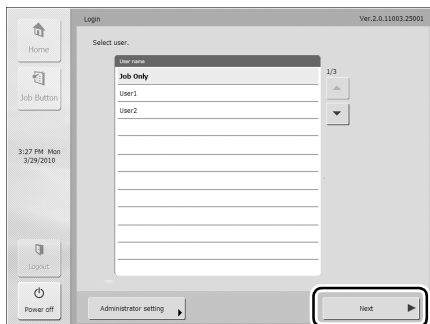 Login
Ver.2.0.11003.25001
Home
Job Button
3:27 PM Mon
3/29/2010
Logout
Power off
Select user.
User name
Job Only
User1
User2
1/3
Administrator setting
Next